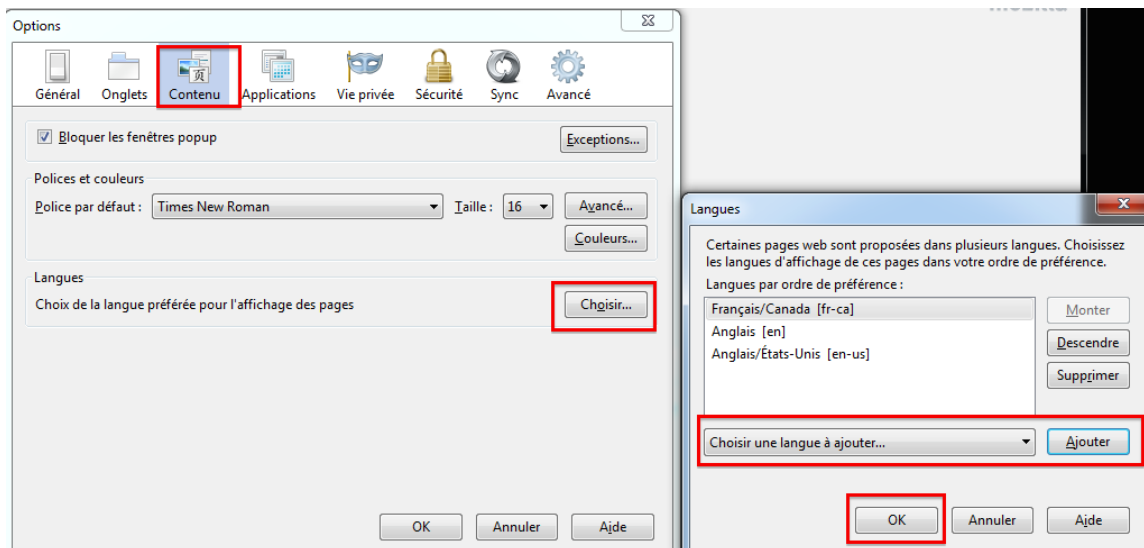 Options
Général Onglets Contenu Applications Vie privée Sécurité Sync Avancé
Bloquer les fenêtres popup Exceptions...
Polices et couleurs
Police par défaut : Times New Roman Taille : 16 Avancé...
Couleurs...
Langues
Choix de la langue préférée pour l'affichage des pages Choisir...
OK Annuler Aide
Langues
Certaines pages web sont proposées dans plusieurs langues. Choisissez
les langues d'affichage de ces pages dans votre ordre de préférence.
Langues par ordre de préférence :
Français/Canada [fr-ca] Monter
Anglais [en]
Descendre
Anglais/États-Unis [en-us]
Supprimer
Choisir une langue à ajouter... Ajouter
OK Annuler Aide